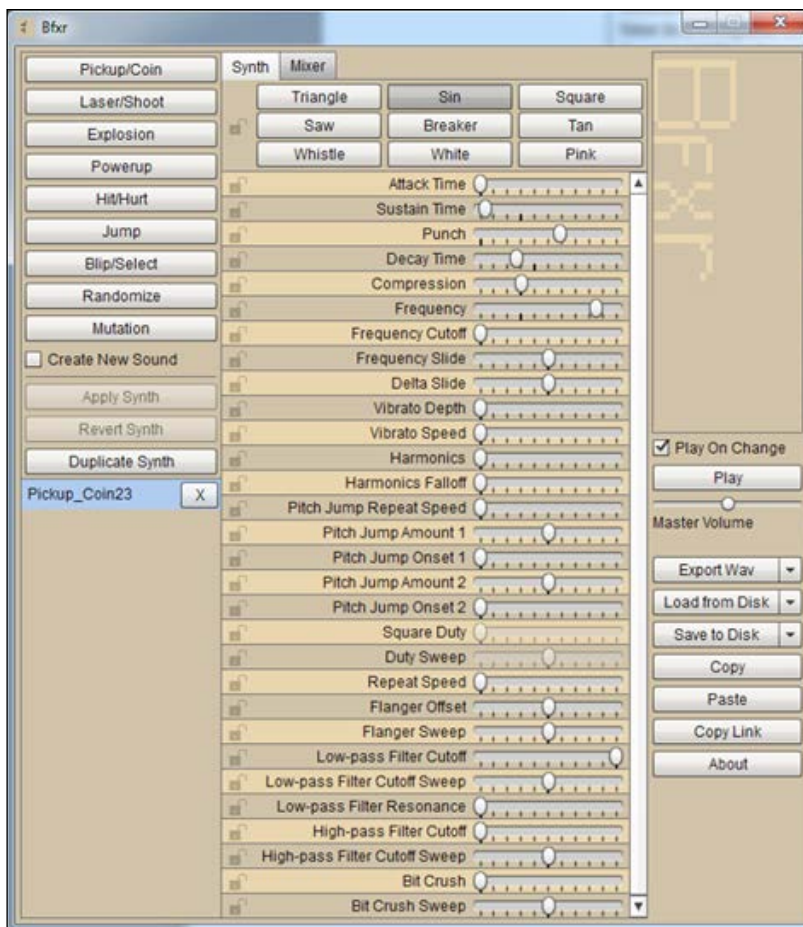 Bfxr
Pickup/Coin
Laser/Shoot
Explosion
Powerup
Hit/Hurt
Jump
Blip/Select
Randomize
Mutation
Create New Sound
Apply Synth
Revert Synth
Duplicate Synth
Pickup_Coin23 X
Synth Mixer
Triangle Sin Square
Saw Breaker Tan
Whistle White Pink
Attack Time
Sustain Time
Punch
Decay Time
Compression
Frequency
Frequency Cutoff
Frequency Slide
Delta Slide
Vibrato Depth
Vibrato Speed
Harmonics
Harmonics Falloff
Pitch Jump Repeat Speed
Pitch Jump Amount 1
Pitch Jump Onset 1
Pitch Jump Amount 2
Pitch Jump Onset 2
Square Duty
Duty Sweep
Repeat Speed
Flanger Offset
Flanger Sweep
Low-pass Filter Cutoff
Low-pass Filter Cutoff Sweep
Low-pass Filter Resonance
High-pass Filter Cutoff
High-pass Filter Cutoff Sweep
Bit Crush
Bit Crush Sweep
Bfxr
Play On Change
Play
Master Volume
Export Wav
Load from Disk
Save to Disk
Copy
Paste
Copy Link
About